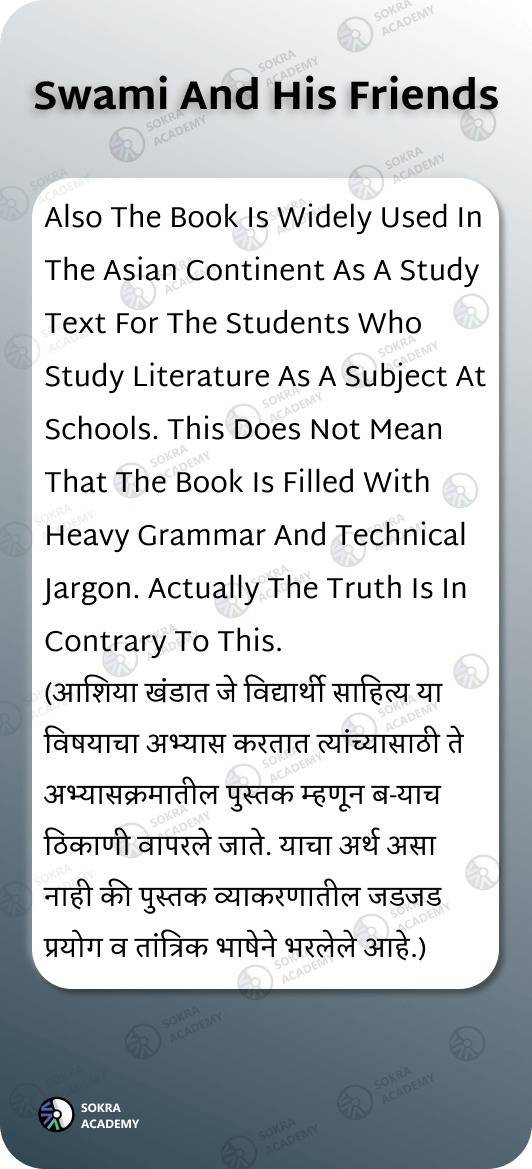 Swami And His Friends
Also The Book Is Widely Used In
The Asian Continent As A Study
Text For The Students Who
Study Literature As A Subject At
Schools. This Does Not Mean
That The Book Is Filled With
Heavy Grammar And Technical
Jargon. Actually The Truth Is In
Contrary To This.
(आशिया खंडात जे विद्यार्थी साहित्य या
विषयाचा अभ्यास करतात त्यांच्यासाठी ते
अभ्यासक्रमातील पुस्तक म्हणून ब-याच
ठिकाणी वापरले जाते. याचा अर्थ असा
नाही की पुस्तक व्याकरणातील जडजड
प्रयोग व तांत्रिक भाषेने भरलेले आहे.)
SOKRA
ACADEMY